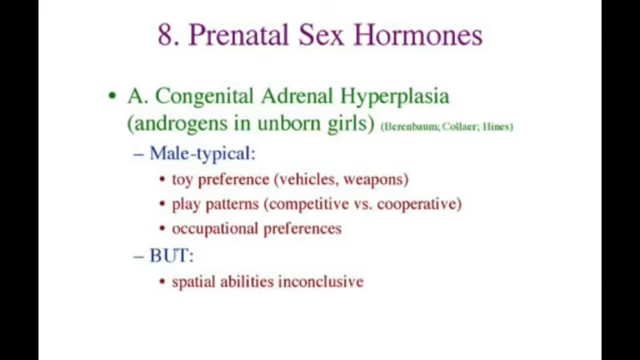 8. Prenatal Sex Hormones
• A. Congenital Adrenal Hyperplasia
(androgens in unborn girls) (Berenbaum; Collaer; Hines)
– Male-typical:
• toy preference (vehicles, weapons)
• play patterns (competitive vs. cooperative)
• occupational preferences
– BUT:
• spatial abilities inconclusive